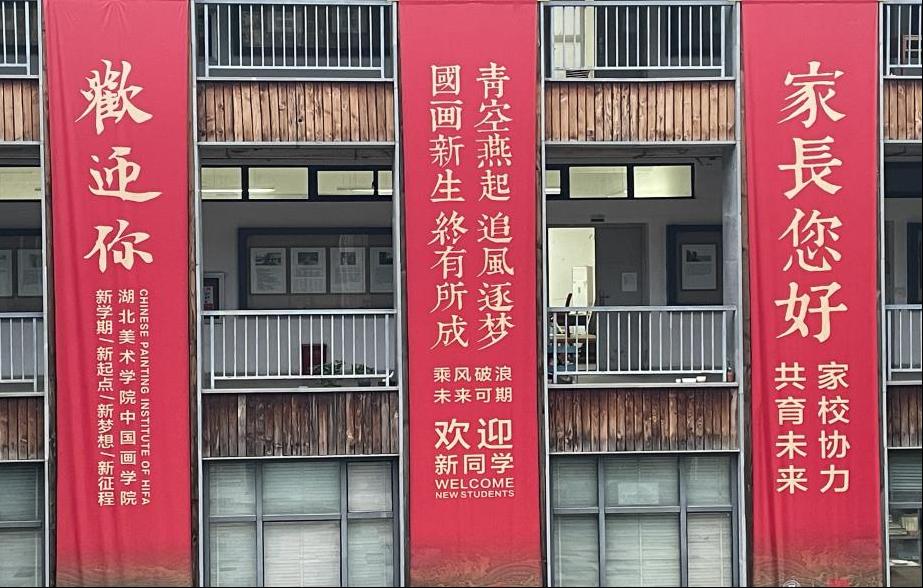 歡迎你
CHINESE PAINTING INSTITUTE OF HIFA
湖北美术学院中国画学院
新学期/新起点/新梦想/新征程
青空燕起 追風逐梦
國画新生 終有所成
乘风破浪
未来可期
欢迎
新同学
WELCOME
NEW STUDENTS
家長您好
家校协力
共育未来